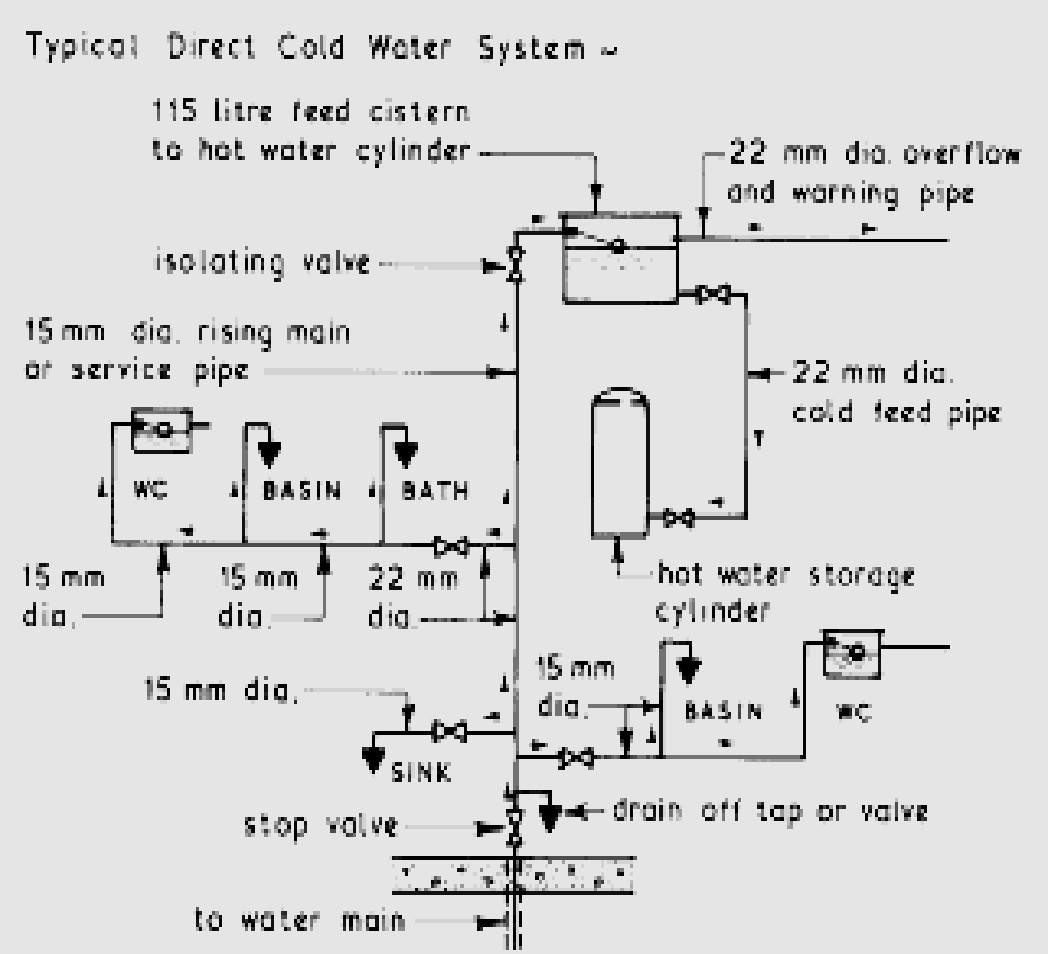 Typical Direct Cold Water System ~
115 litre feed cistern
to hot water cylinder
22 mm dia. overflow
and warning pipe
isolating valve
15 mm dia. rising main
or service pipe
22 mm dia.
cold feed pipe
WC
BASIN
BATH
15 mm
dia.
15 mm
dia.
22 mm
dia.
hot water storage
cylinder
15 mm dia.
SINK
15 mm
dia.
BASIN
WC
stop valve
drain off tap or valve
to water main